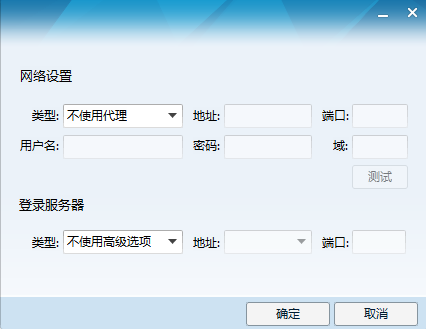 网络设置
类型: 不使用代理 地址: 端口:
用户名: 密码: 域:
测试
登录服务器
类型: 不使用高级选项 地址: 端口:
确定 取消